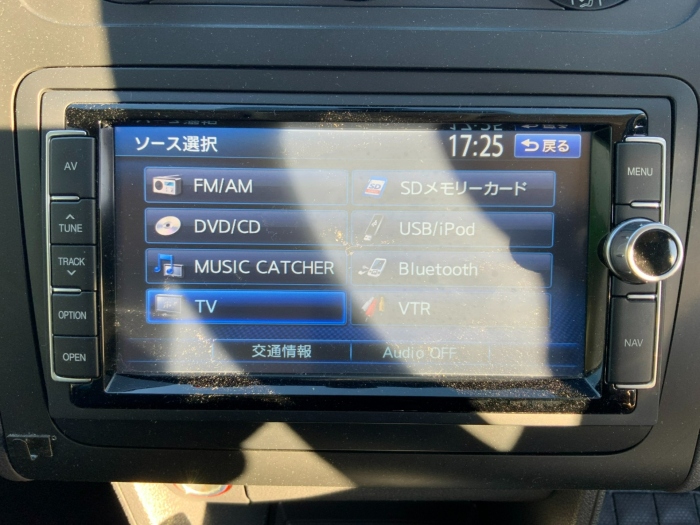 ソース選択
17:25
戻る
FM/AM
SDメモリーカード
DVD/CD
USB/iPod
MUSIC CATCHER
Bluetooth
TV
VTR
交通情報
Audio OFF
AV
TUNE
TRACK
OPTION
OPEN
MENU
NAV